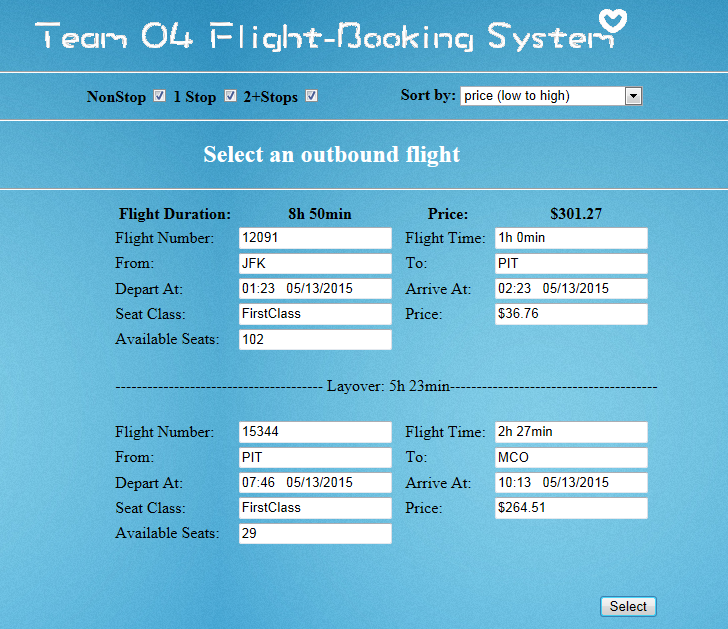 Team 04 Flight-Booking System
NonStop 1 Stop 2+Stops Sort by: price (low to high)
Select an outbound flight
Flight Duration: 8h 50min Price: $301.27
Flight Number: 12091 Flight Time: 1h 0min
From: JFK To: PIT
Depart At: 01:23 05/13/2015 Arrive At: 02:23 05/13/2015
Seat Class: FirstClass Price: $36.76
Available Seats: 102
--------------------------------------- Layover: 5h 23min---------------------------------------
Flight Number: 15344 Flight Time: 2h 27min
From: PIT To: MCO
Depart At: 07:46 05/13/2015 Arrive At: 10:13 05/13/2015
Seat Class: FirstClass Price: $264.51
Available Seats: 29
Select